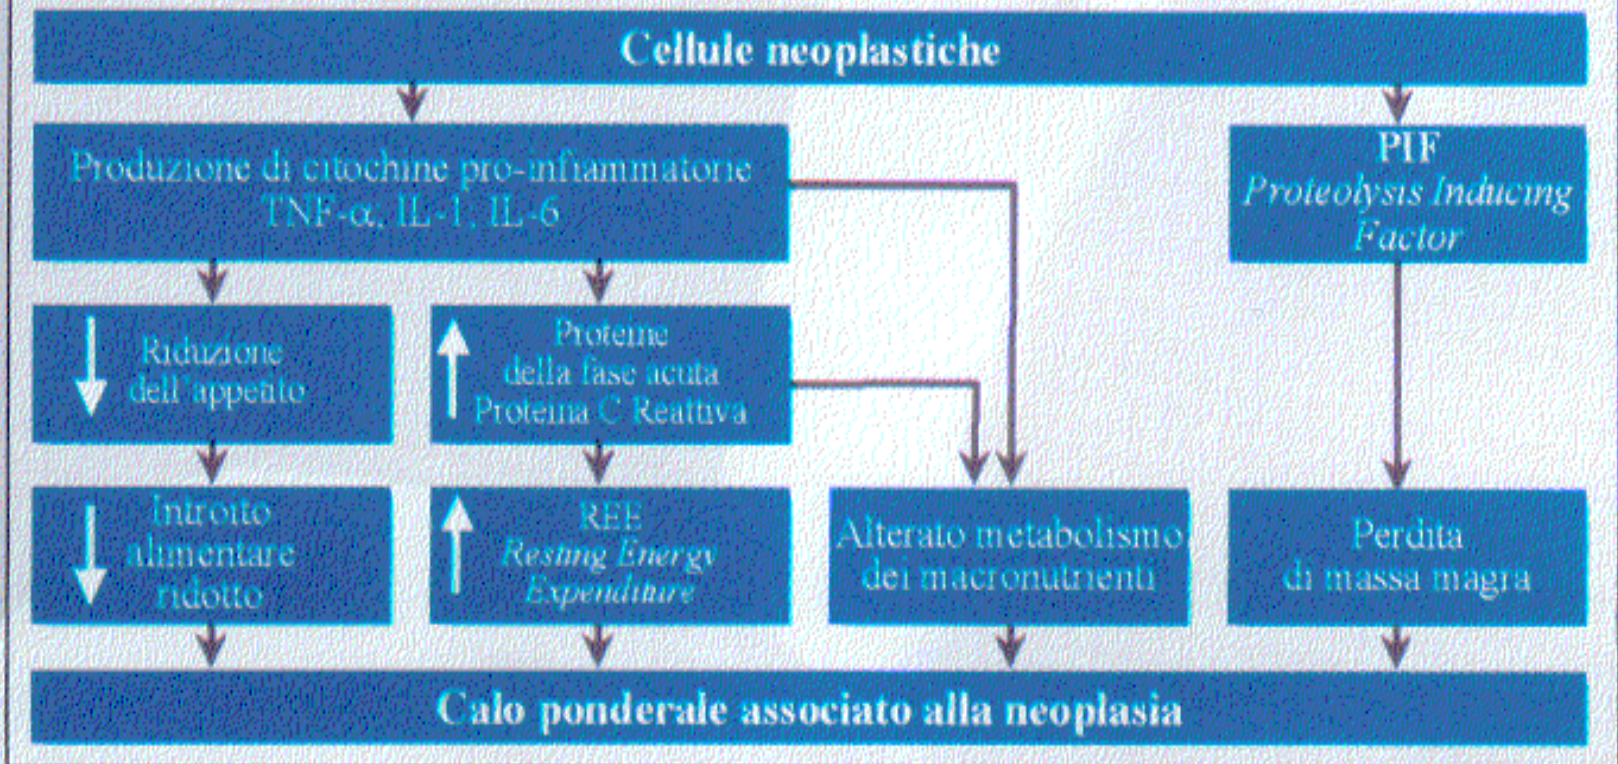 Cellule neoplastiche
Produzione di citochine pro-infiammatorie
TNF-α, IL-1, IL-6
PIF
Proteolysis Inducing
Factor
Riduzione
dell'appetito
Proteine
della fase acuta
Proteina C Reattiva
Introito
alimentare
ridotto
REE
Resting Energy
Expenditure
Alterato metabolismo
dei macronutrienti
Perdita
di massa magra
Calo ponderale associato alla neoplasia